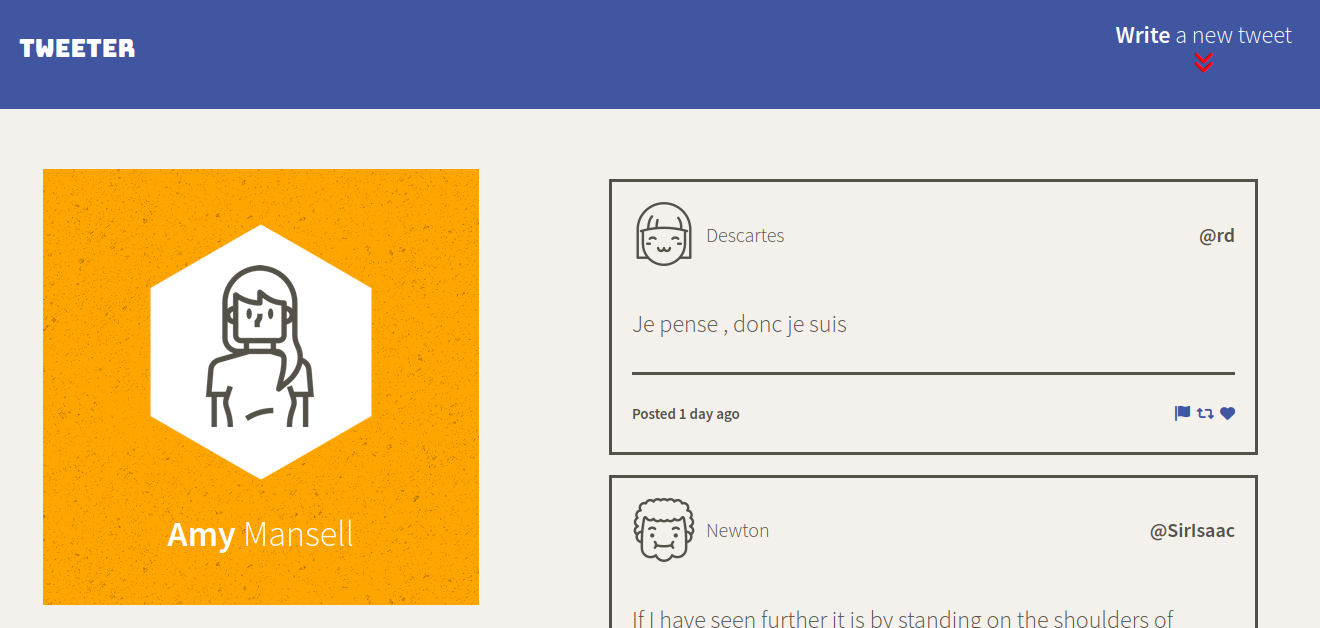 TWEETER
Write a new tweet
Amy Mansell
Descartes
@rd
Je pense , donc je suis
Posted 1 day ago
Newton
@SirIsaac
If I have seen further it is by standing on the shoulders of